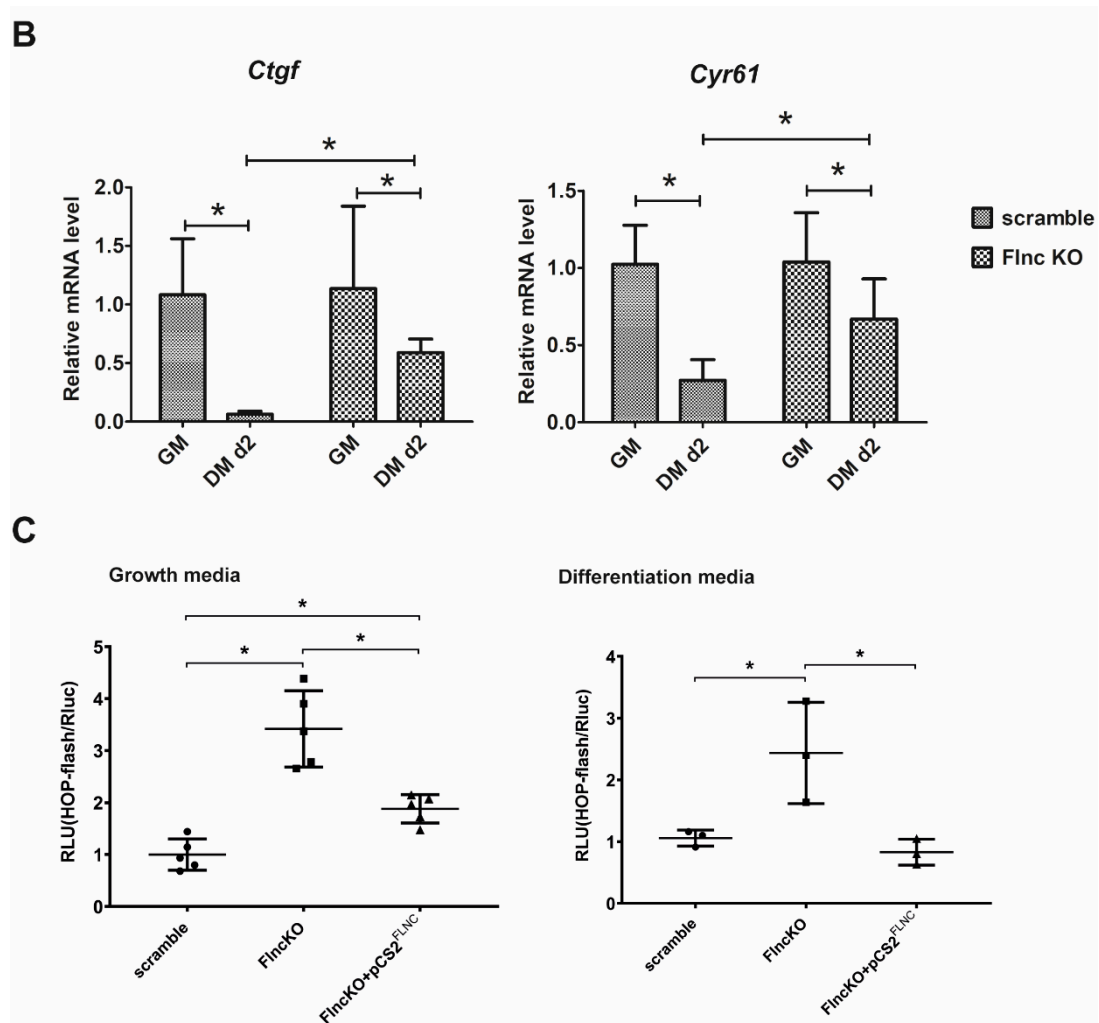 B
Ctgf
Cyr61
*
*
*
*
*
*
Relative mRNA level
2.0
1.5
1.0
0.5
0.0
GM
DM d2
GM
DM d2
Relative mRNA level
1.5
1.0
0.5
0.0
GM
DM d2
GM
DM d2
scramble
Flnc KO
C
Growth media
Differentiation media
*
*
*
RLU(HOP-flash/Rluc)
5
4
3
2
1
0
scramble
FlncKO
FlncKO+pCS2FLNC
*
*
RLU(HOP-flash/Rluc)
4
3
2
1
0
scramble
FlncKO
FlncKO+pCS2FLNC